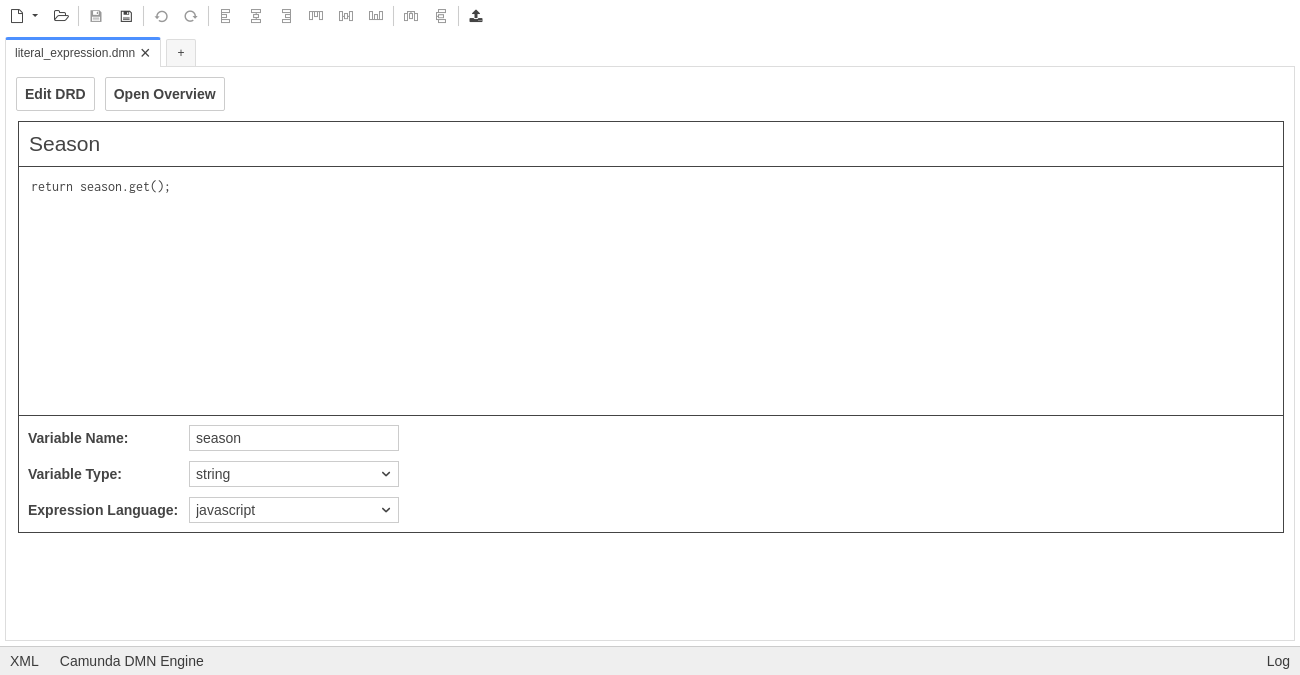 literal_expression.dmn
+
Edit DRD Open Overview
Season
return season.get();
Variable Name: season
Variable Type: string
Expression Language: javascript
XML Camunda DMN Engine Log